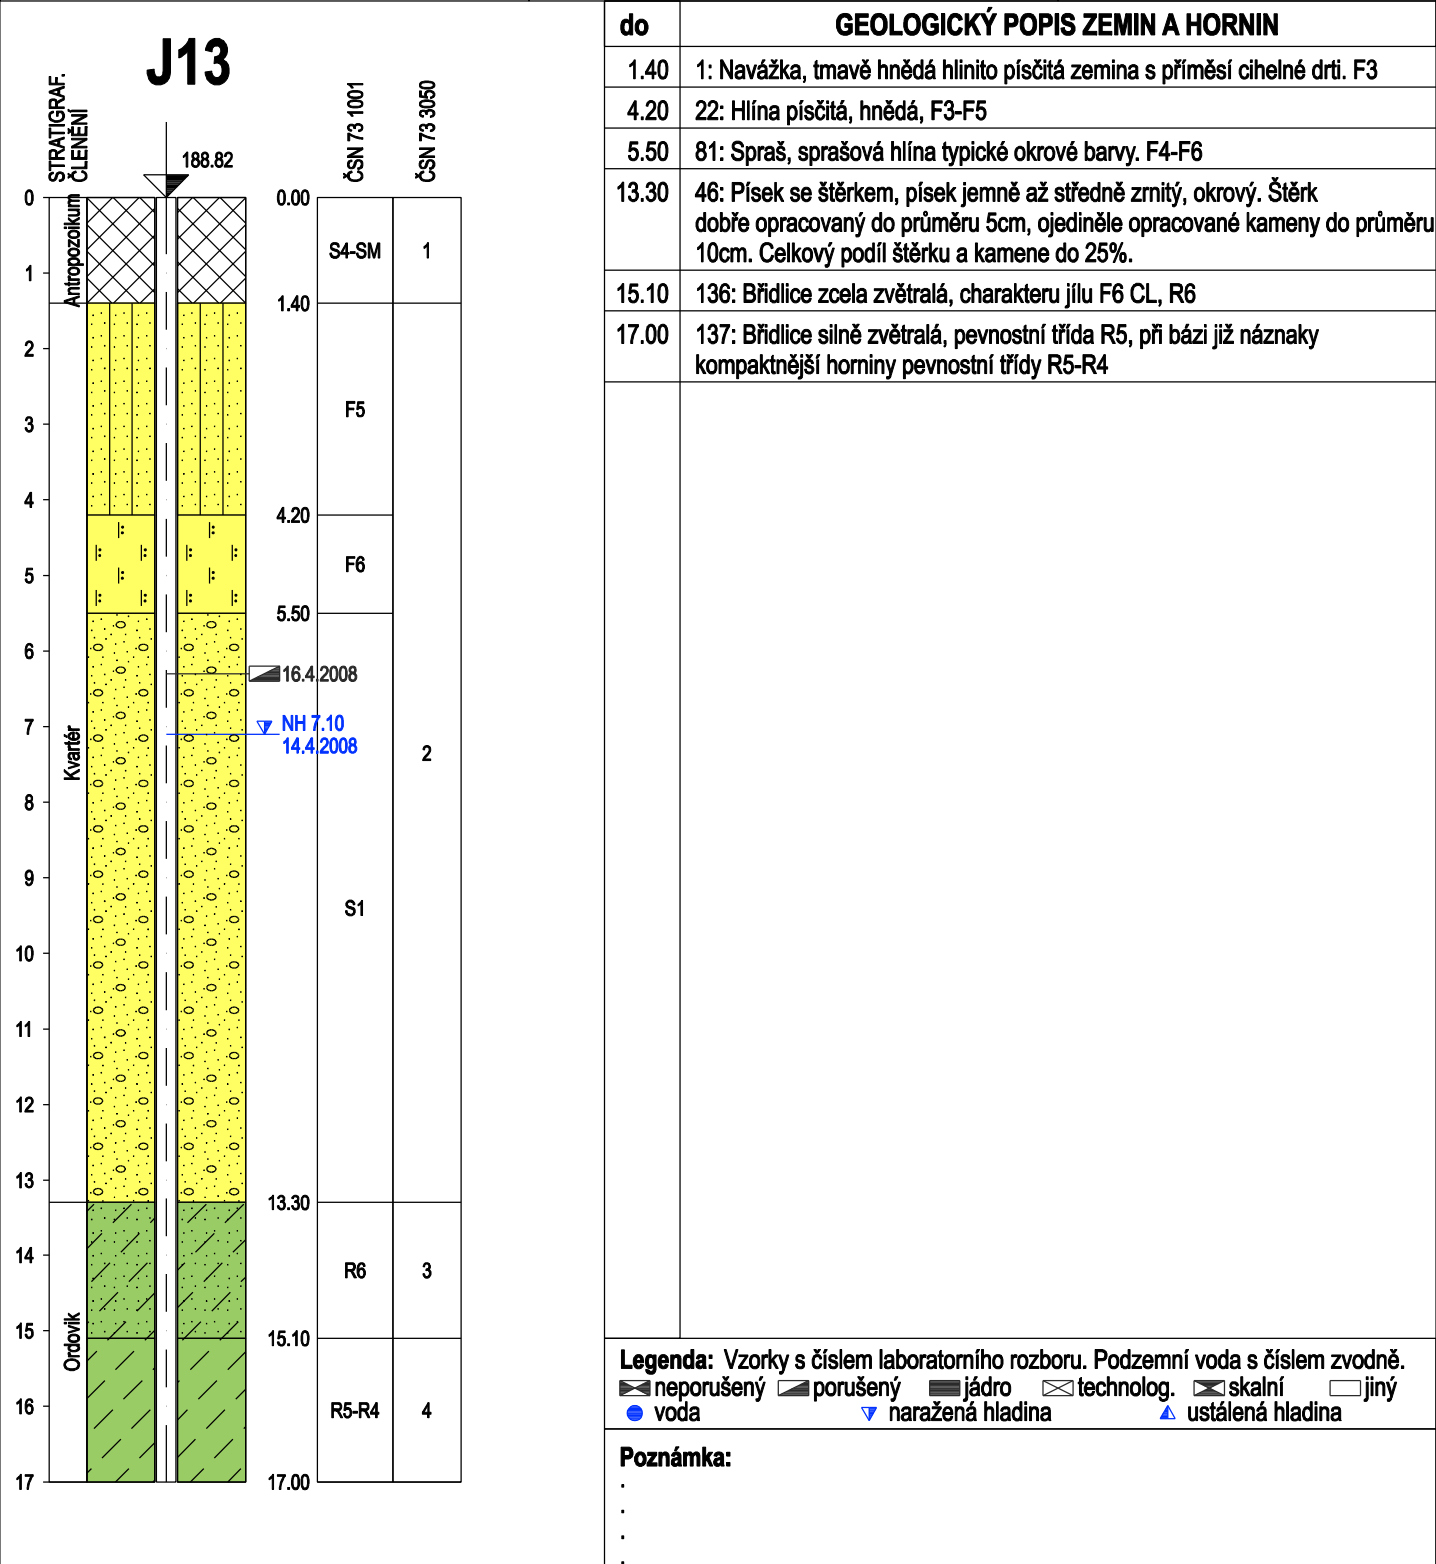 J13
STRATIGRAF.
ČLENĚNÍ
188.82
ČSN 73 1001
ČSN 73 3050
0
1
2
3
4
5
6
7
8
9
10
11
12
13
14
15
16
17
Antropozoikum
Kvartér
Ordovik
0.00
1.40
4.20
5.50
13.30
15.10
17.00
16.4.2008
NH 7.10
14.4.2008
S4-SM
F5
F6
S1
R6
R5-R4
1
2
3
4
do GEOLOGICKÝ POPIS ZEMIN A HORNIN
1.40 1: Navážka, tmavě hnědá hlinito písčitá zemina s příměsí cihelné drti. F3
4.20 22: Hlína písčitá, hnědá, F3-F5
5.50 81: Spraš, sprašová hlína typické okrové barvy. F4-F6
13.30 46: Písek se štěrkem, písek jemně až středně zrnitý, okrový. Štěrk
dobře opracovaný do průměru 5cm, ojediněle opracované kameny do průměru
10cm. Celkový podíl štěrku a kamene do 25%.
15.10 136: Břidlice zcela zvětralá, charakteru jílu F6 CL, R6
17.00 137: Břidlice silně zvětralá, pevnostní třída R5, při bázi již náznaky
kompaktnější horniny pevnostní třídy R5-R4
Legenda: Vzorky s číslem laboratorního rozboru. Podzemní voda s číslem zvodně.
neporušený porušený jádro technolog. skalní jiný
voda naražená hladina ustálená hladina
Poznámka:
.
.
.
.